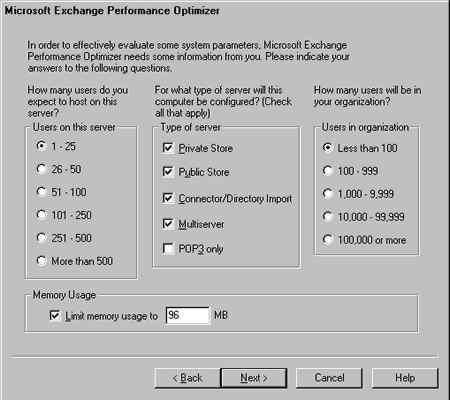 Microsoft Exchange Performance Optimizer
In order to effectively evaluate some system parameters, Microsoft Exchange
Performance Optimizer needs some information from you. Please indicate your
answers to the following questions.
How many users do you
expect to host on this
server?
Users on this server
1 - 25
26 - 50
51 - 100
101 - 250
251 - 500
More than 500
For what type of server will this
computer be configured? (Check
all that apply)
Type of server
Private Store
Public Store
Connector/Directory Import
Multiserver
POP3 only
How many users will be in
your organization?
Users in organization
Less than 100
100 - 999
1,000 - 9,999
10,000 - 99,999
100,000 or more
Memory Usage
Limit memory usage to 96 MB
< Back
Next >
Cancel
Help